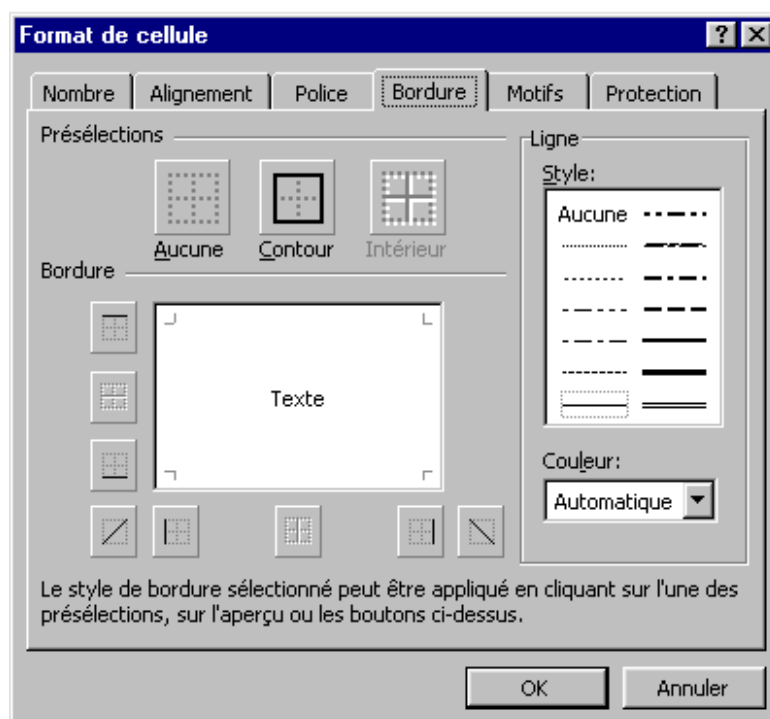 Format de cellule
Nombre Alignement Police Bordure Motifs Protection
Présélections
Aucune Contour Intérieur
Bordure
Texte
Ligne
Style:
Aucune
Couleur:
Automatique
Le style de bordure sélectionné peut être appliqué en cliquant sur l'une des
présélections, sur l'aperçu ou les boutons ci-dessus.
OK Annuler